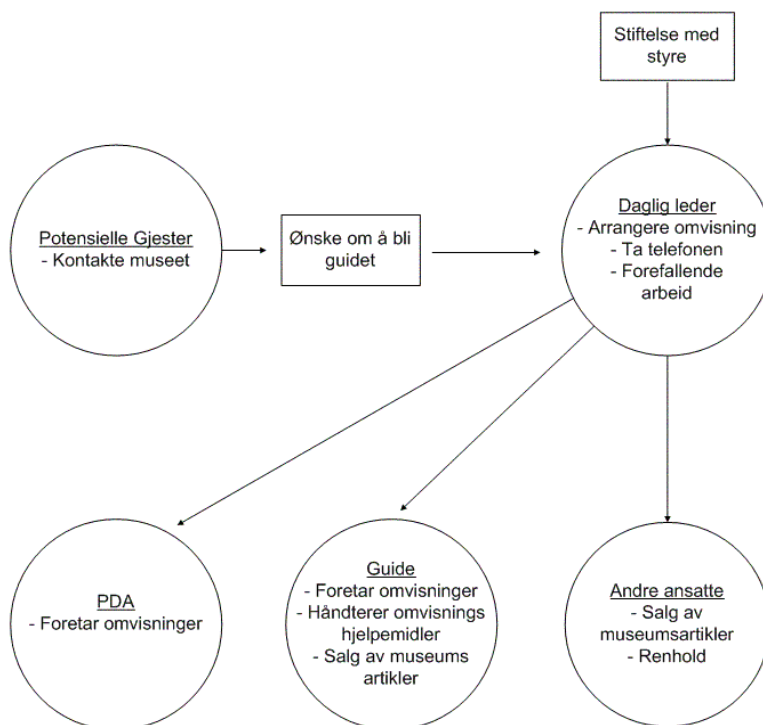 Stiftelse med
styre
Potensielle Gjester
- Kontakte museet
Ønske om å bli
guidet
Daglig leder
- Arrangere omvisning
- Ta telefonen
- Forefallende
arbeid
PDA
- Foretar omvisninger
Guide
- Foretar omvisninger
- Håndterer omvisnings
hjelpemidler
- Salg av museums
artikler
Andre ansatte
- Salg av
museumsartikler
- Renhold